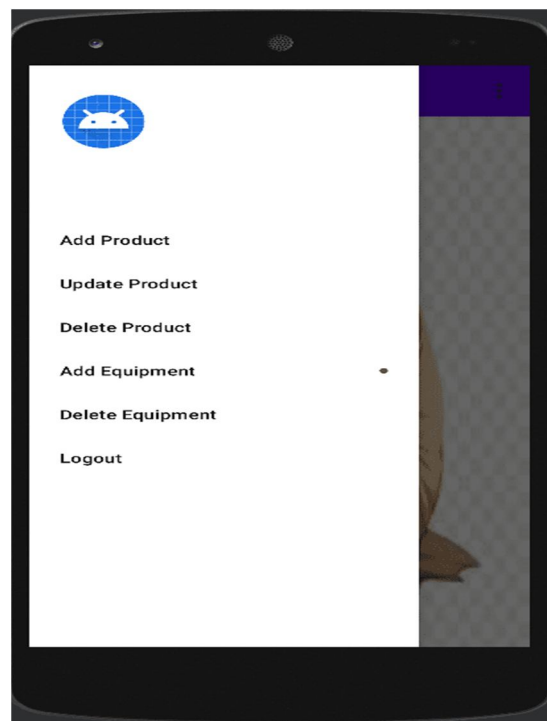 Add Product
Update Product
Delete Product
Add Equipment
Delete Equipment
Logout